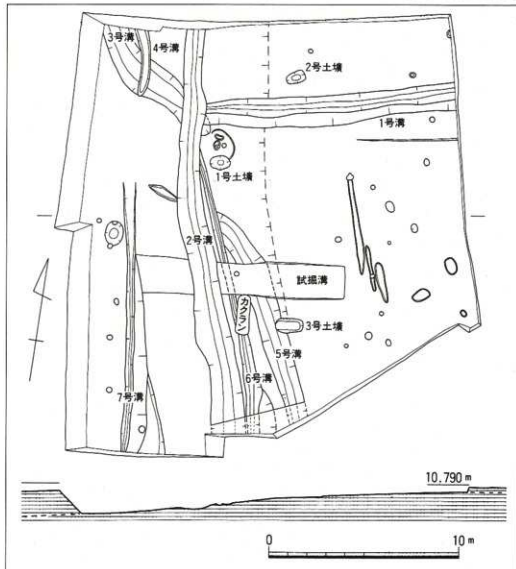 3号溝
4号溝
2号土壙
1号溝
1号土壙
2号溝
試掘溝
カクラン
3号土壙
5号溝
6号溝
7号溝
10.790m
0
10m